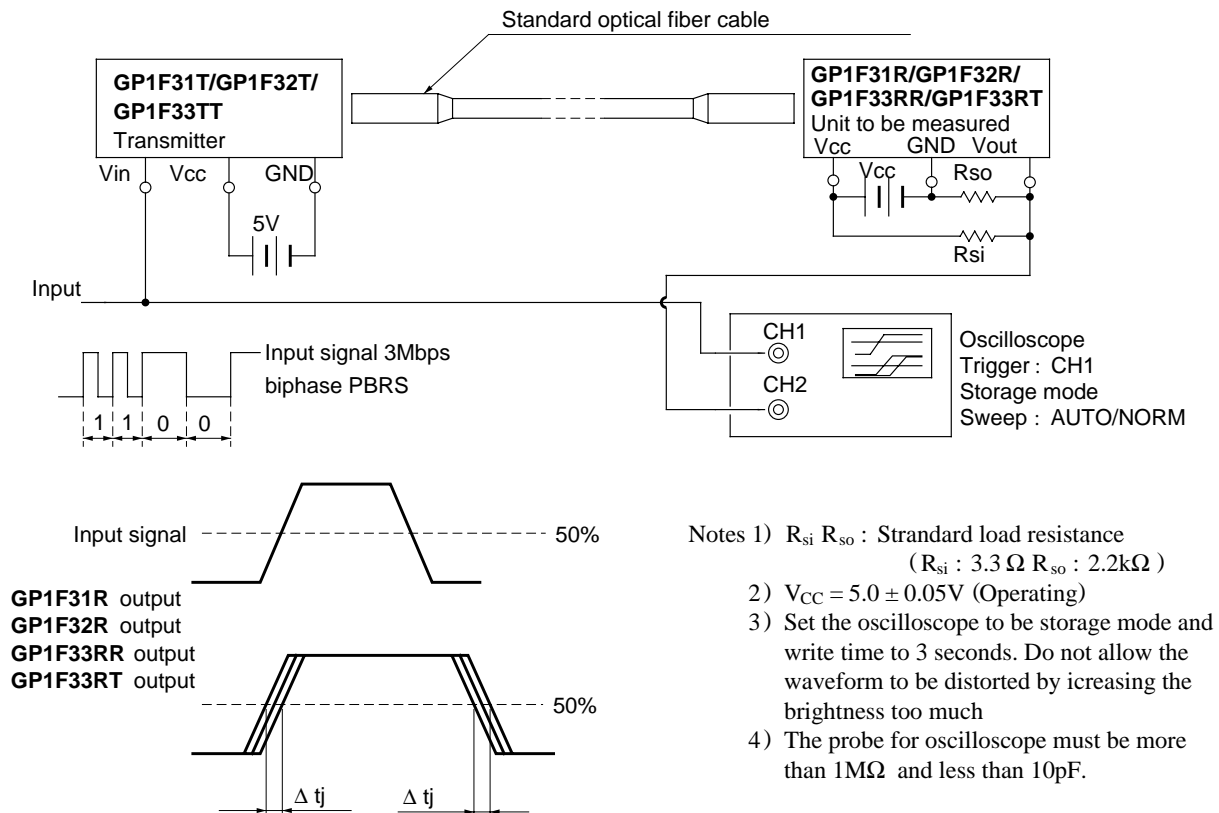 Standard optical fiber cable
GP1F31T/GP1F32T/
GP1F33TT
Transmitter
Vin Vcc GND
5V
GP1F31R/GP1F32R/
GP1F33RR/GP1F33RT
Unit to be measured
Vcc GND Vout
Vcc Rso
Rsi
Input
Input signal 3Mbps
biphase PBRS
1 1 0 0
CH1
CH2
Oscilloscope
Trigger : CH1
Storage mode
Sweep : AUTO/NORM
Input signal
50%
GP1F31R output
GP1F32R output
GP1F33RR output
GP1F33RT output
50%
Δ tj Δ tj
Notes 1) Rsi Rso : Strandard load resistance
( Rsi : 3.3 Ω Rso : 2.2kΩ )
2) VCC = 5.0 ± 0.05V (Operating)
3) Set the oscilloscope to be storage mode and
write time to 3 seconds. Do not allow the
waveform to be distorted by icreasing the
brightness too much
4) The probe for oscilloscope must be more
than 1MΩ and less than 10pF.